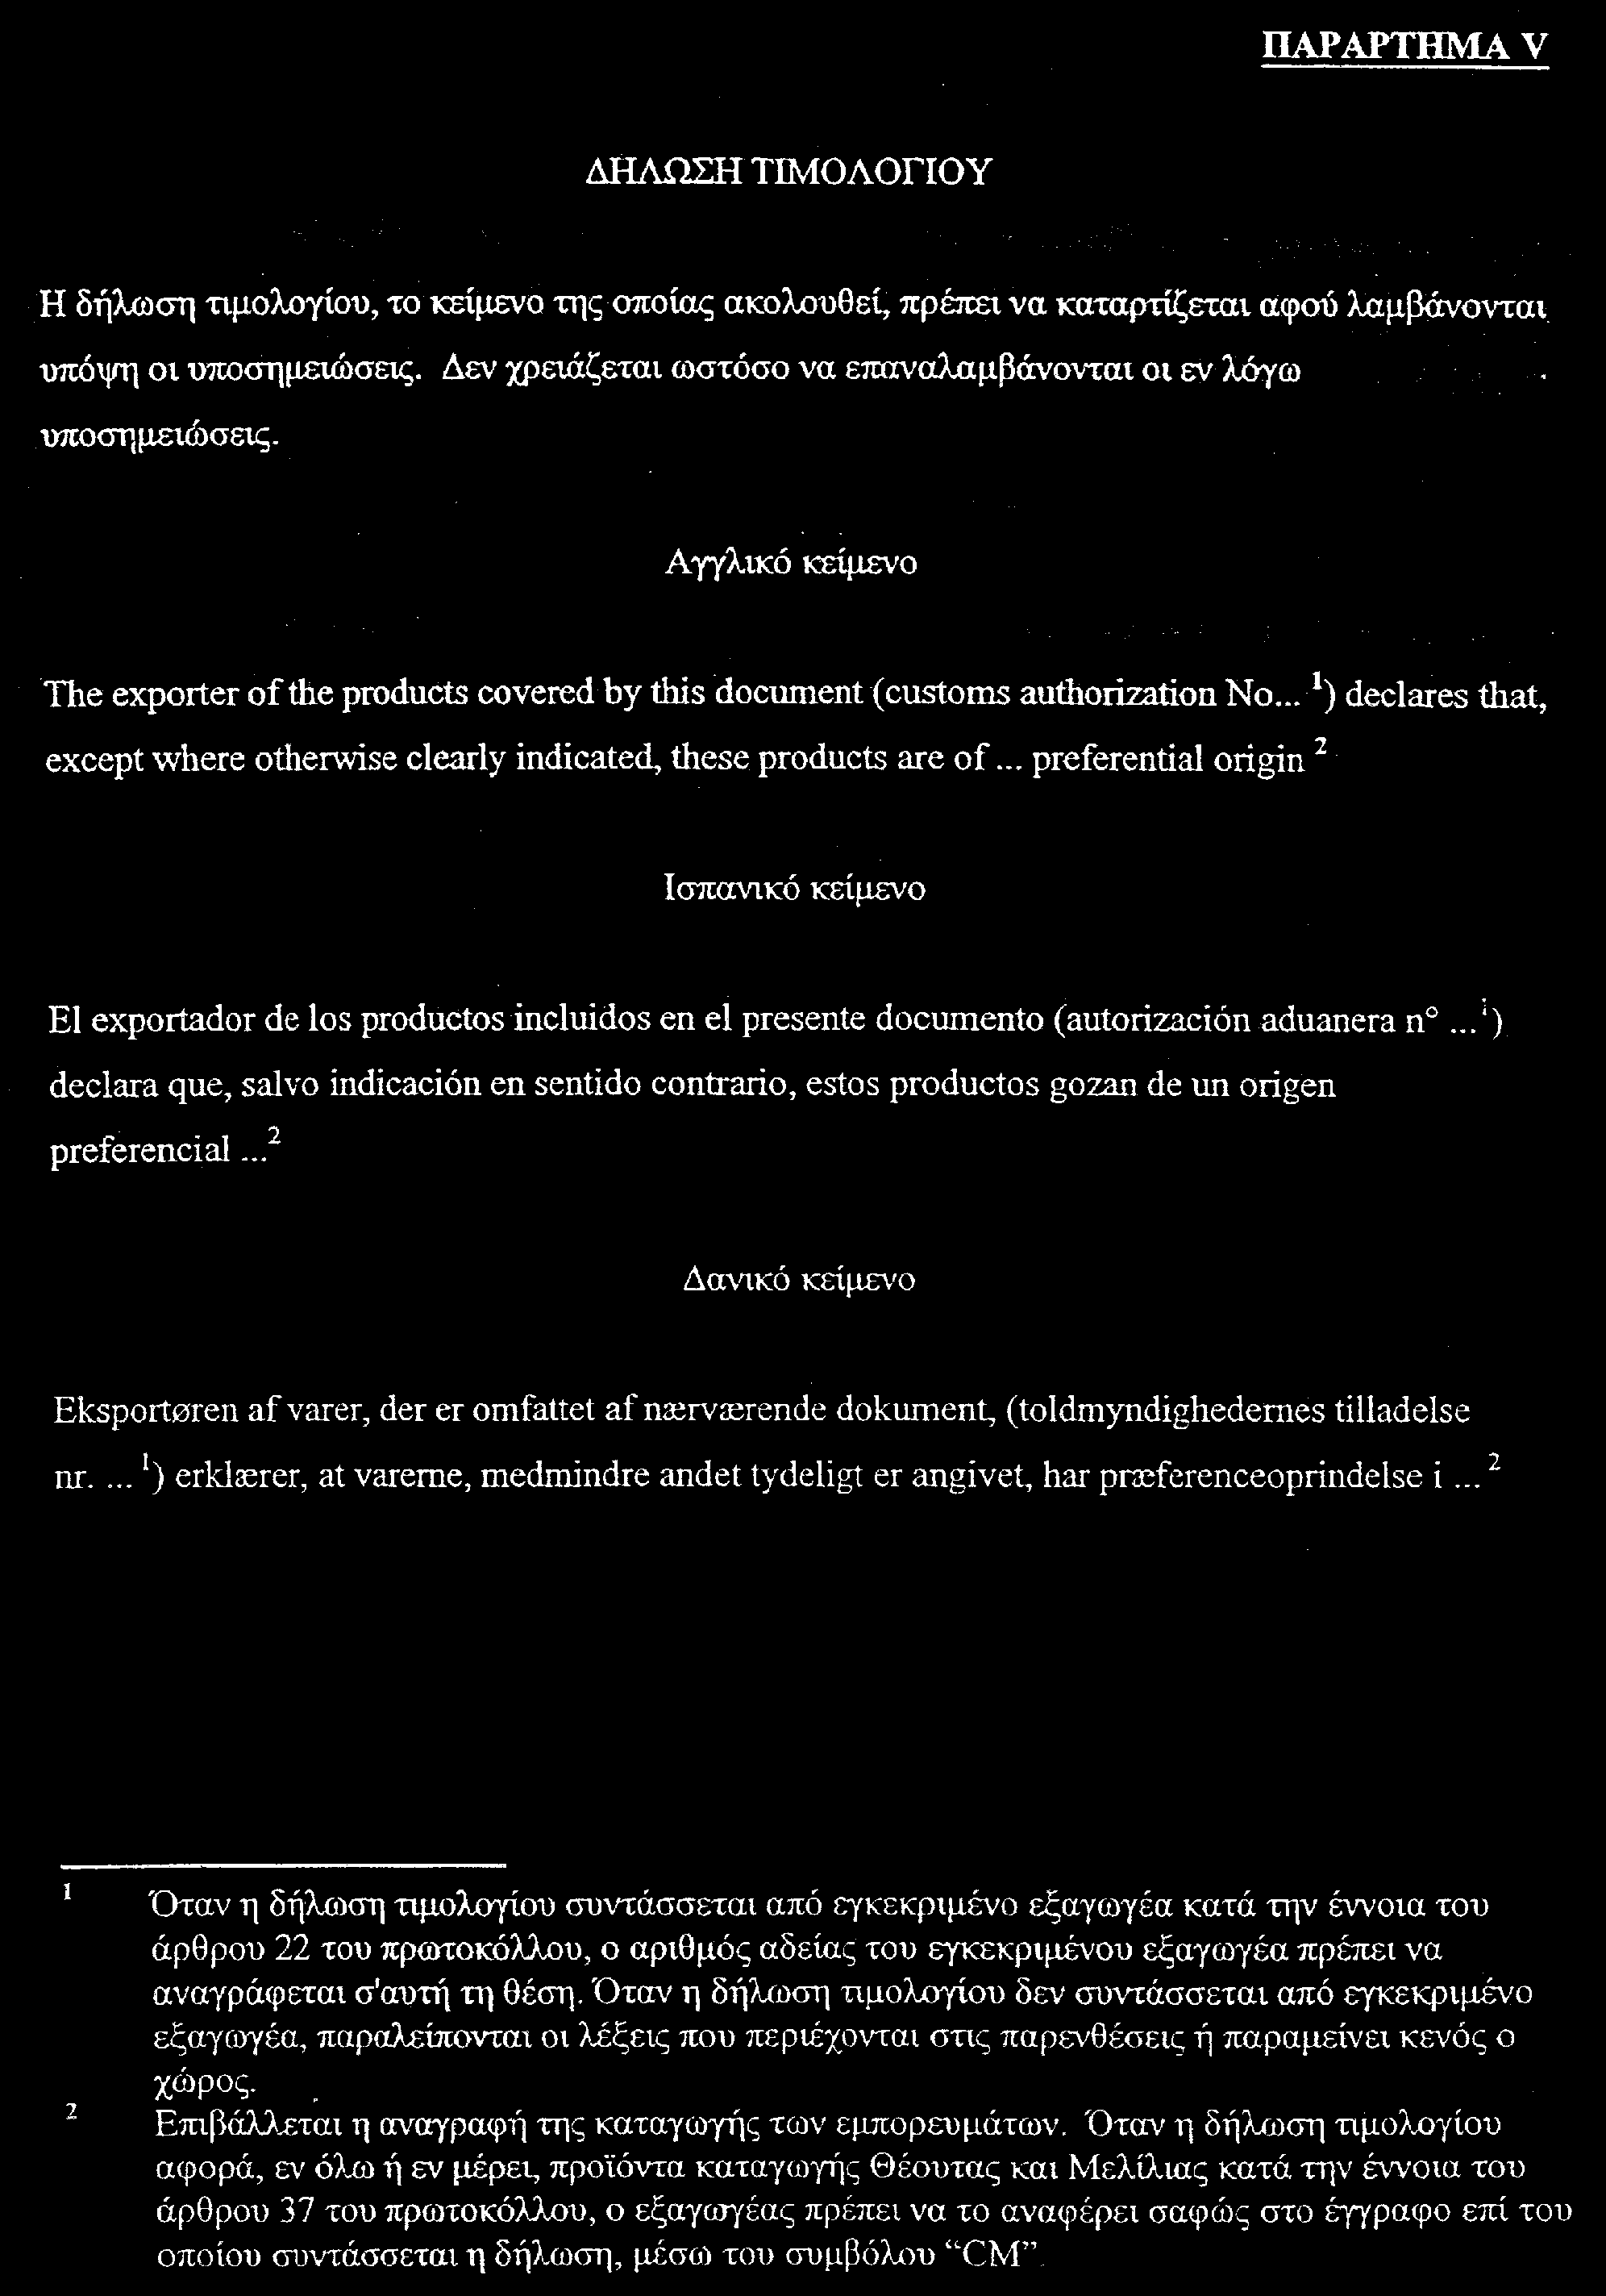 ΠΑΡΑΡΤΗΜΑ V
ΔΗΛΩΣΗ ΤΙΜΟΛΟΓΙΟΥ
Η δήλωση τιμολογίου, το κείμενο της οποίας ακολουθεί, πρέπει να καταρτίζεται αφού λαμβάνονται
υπόψη οι υποσημειώσεις. Δεν χρειάζεται ωστόσο να επαναλαμβάνονται οι εν λόγω
υποσημειώσεις.
Αγγλικό κείμενο
The exporter of the products covered by this document (customs authorization No... ¹) declares that,
except where otherwise clearly indicated, these products are of ... preferential origin ²
Ισπανικό κείμενο
El exportador de los productos incluidos en el presente documento (autorización aduanera n° ...¹)
declara que, salvo indicación en sentido contrario, estos productos gozan de un origen
preferencial ...²
Δανικό κείμενο
Eksportøren af varer, der er omfattet af nærværende dokument, (toldmyndighedernes tilladelse
nr. ... ¹) erklærer, at varerne, medmindre andet tydeligt er angivet, har præferenceoprindelse i ... ²
¹ Όταν η δήλωση τιμολογίου συντάσσεται από εγκεκριμένο εξαγωγέα κατά την έννοια του
άρθρου 22 του πρωτοκόλλου, ο αριθμός αδείας του εγκεκριμένου εξαγωγέα πρέπει να
αναγράφεται σ'αυτή τη θέση. Όταν η δήλωση τιμολογίου δεν συντάσσεται από εγκεκριμένο
εξαγωγέα, παραλείπονται οι λέξεις που περιέχονται στις παρενθέσεις ή παραμείνει κενός ο
χώρος.
² Επιβάλλεται η αναγραφή της καταγωγής των εμπορευμάτων. Όταν η δήλωση τιμολογίου
αφορά, εν όλω ή εν μέρει, προϊόντα καταγωγής Θέουτας και Μελίλιας κατά την έννοια του
άρθρου 37 του πρωτοκόλλου, ο εξαγωγέας πρέπει να το αναφέρει σαφώς στο έγγραφο επί του
οποίου συντάσσεται η δήλωση, μέσω του συμβόλου “CM”.